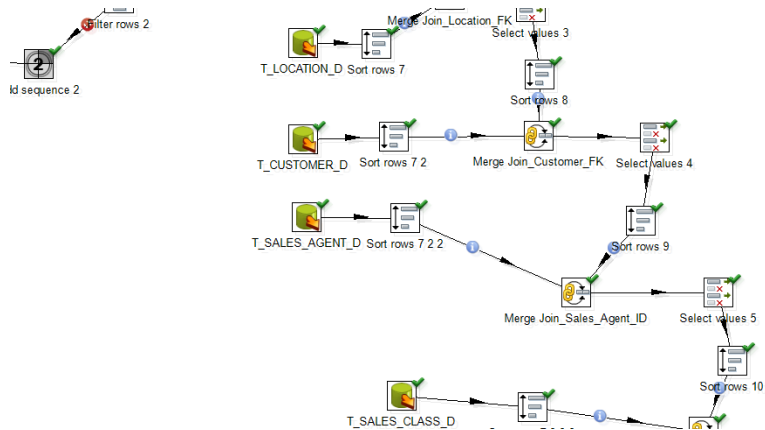 Filter rows 2
Merge Join_Location_FK
Select values 3
T_LOCATION_D
Sort rows 7
ld sequence 2
Sort rows 8
T_CUSTOMER_D
Sort rows 7 2
Merge Join_Customer_FK
Select values 4
T_SALES_AGENT_D
Sort rows 7 2 2
Sort rows 9
Merge Join_Sales_Agent_ID
Select values 5
Sort rows 10
T_SALES_CLASS_D